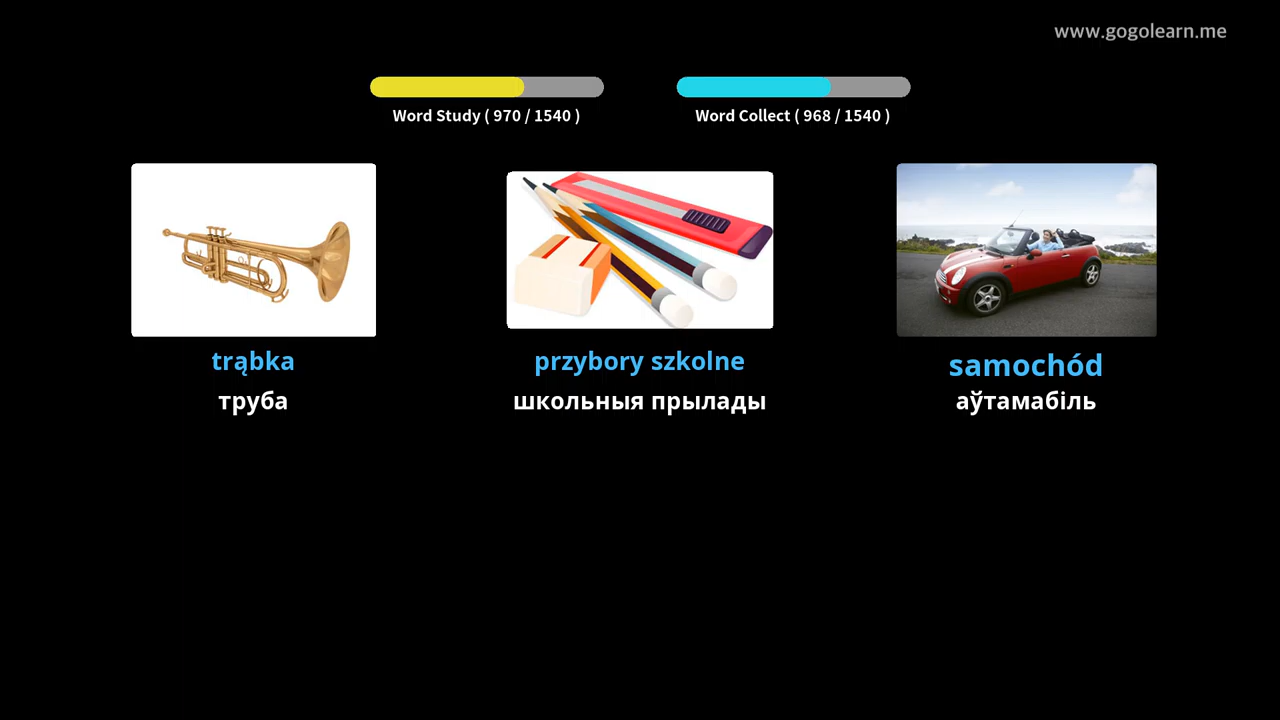 www.gogolearn.me
Word Study ( 970 / 1540 )
Word Collect ( 968 / 1540 )
trąbka
труба
przybory szkolne
школьныя прылады
samochód
аўтамабіль